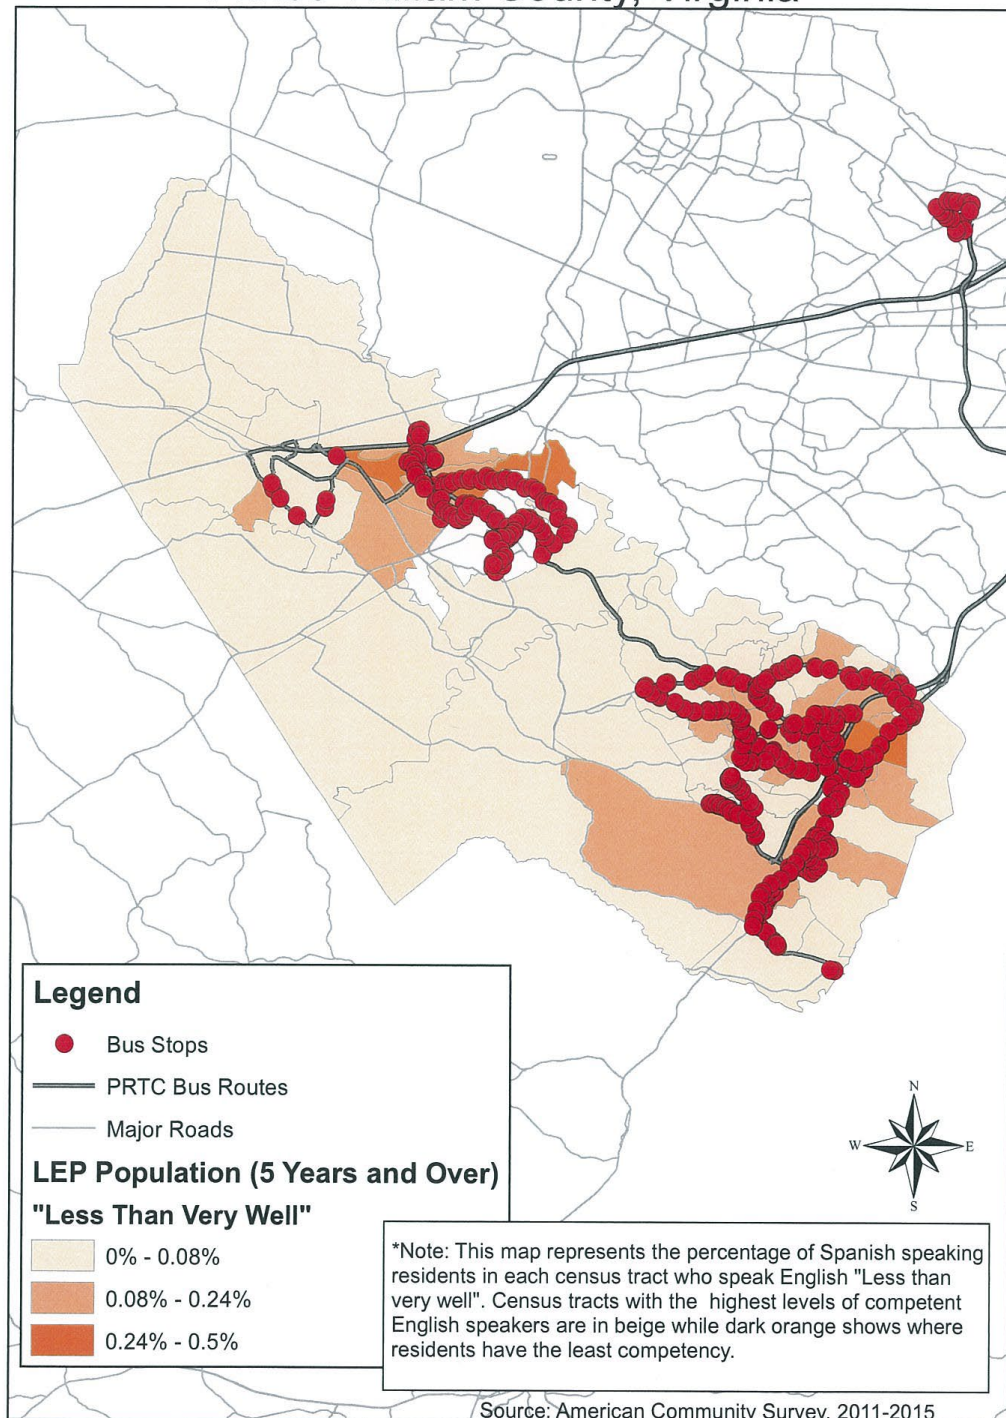 County, Virginia
Legend
Bus Stops
PRTC Bus Routes
Major Roads
LEP Population (5 Years and Over)
"Less Than Very Well"
0% - 0.08%
0.08% - 0.24%
0.24% - 0.5%
N
W
E
S
*Note: This map represents the percentage of Spanish speaking
residents in each census tract who speak English "Less than
very well". Census tracts with the highest levels of competent
English speakers are in beige while dark orange shows where
residents have the least competency.
Source: American Community Survey, 2011-2015